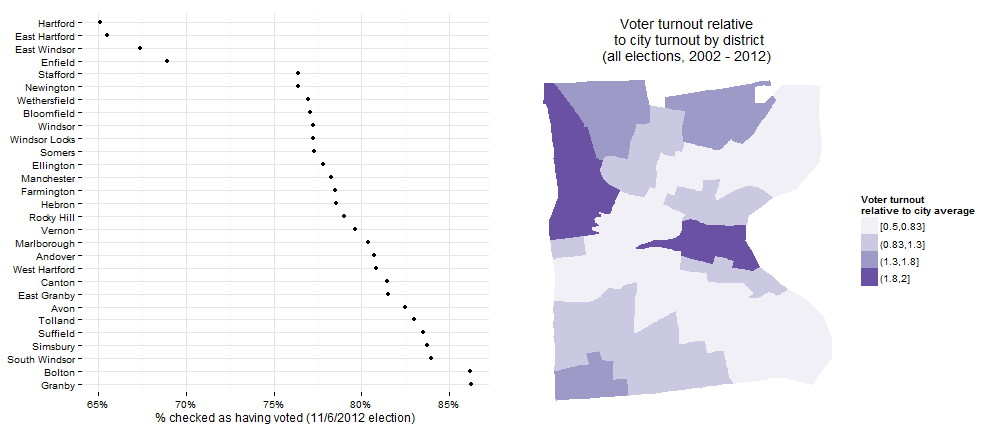 Hartford
East Hartford
East Windsor
Enfield
Stafford
Newington
Wethersfield
Bloomfield
Windsor
Windsor Locks
Somers
Ellington
Manchester
Farmington
Hebron
Rocky Hill
Vernon
Marlborough
Andover
West Hartford
Canton
East Granby
Avon
Tolland
Suffield
Simsbury
South Windsor
Bolton
Granby
65% 70% 75% 80% 85%
% checked as having voted (11/6/2012 election)
Voter turnout relative
to city turnout by district
(all elections, 2002 - 2012)
Voter turnout
relative to city average
[0.5,0.83]
(0.83,1.3]
(1.3,1.8]
(1.8,2]